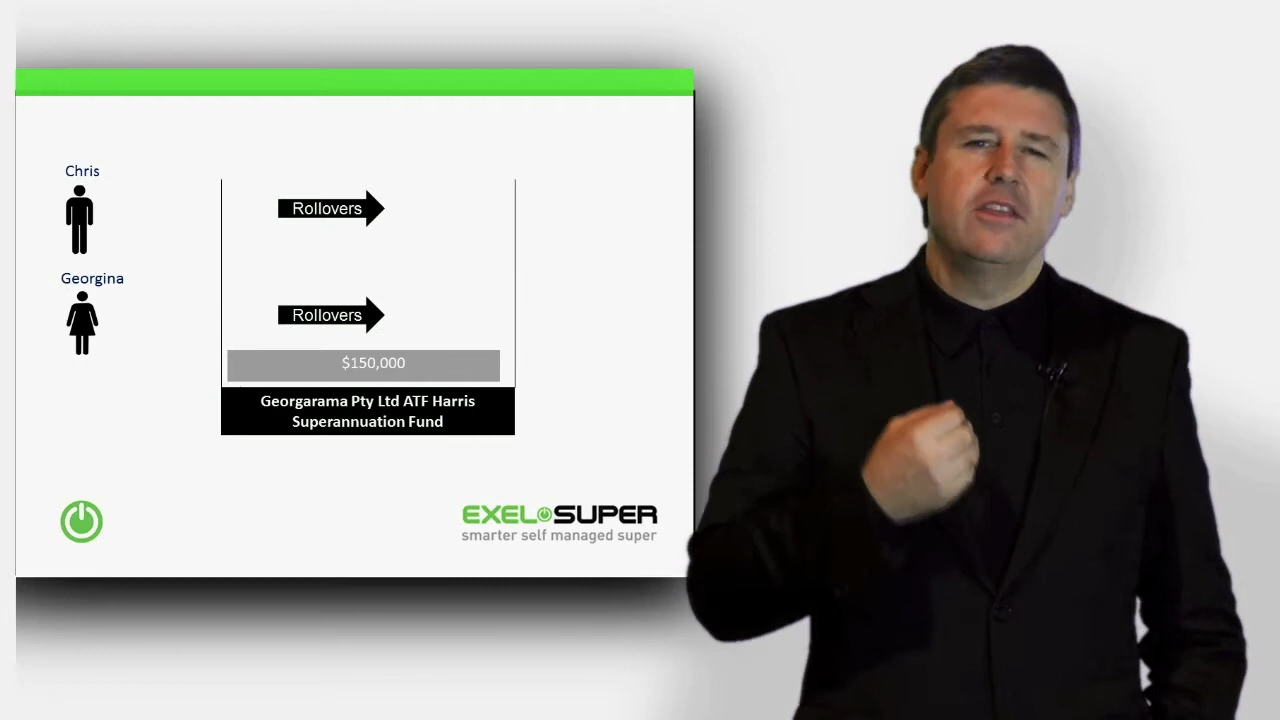 Chris
Rollovers
Georgina
Rollovers
$150,000
Georgarama Pty Ltd ATF Harris
Superannuation Fund
EXELSUPER
smarter self managed super